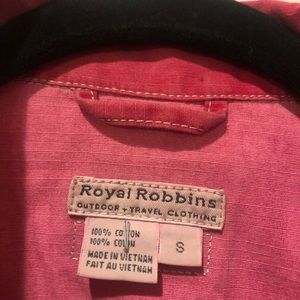 Royal Robbins
OUTDOOR + TRAVEL CLOTHING
100% COTTON
100% COTON
MADE IN VIETNAM
FAIT AU VIETNAM
S